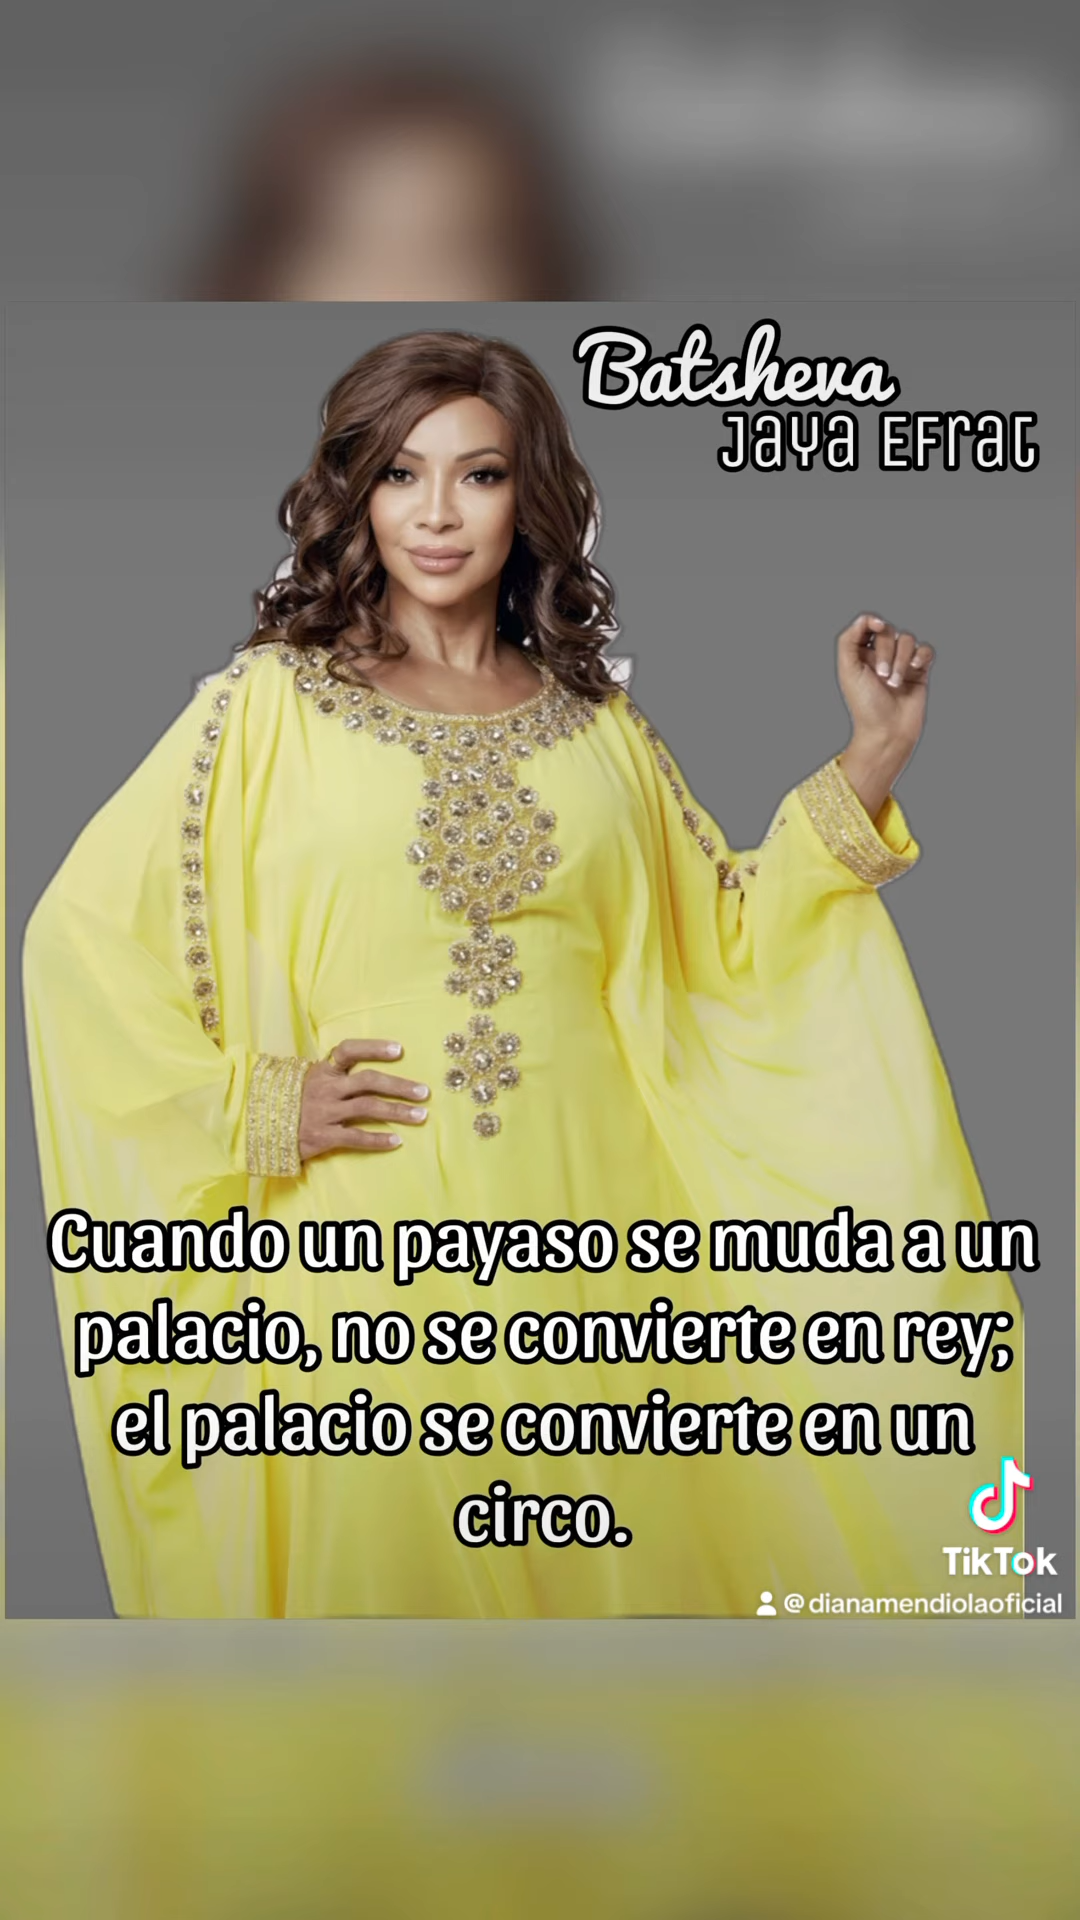 Batsheva
Jaya Efrat
Cuando un payaso se muda a un
palacio, no se convierte en rey;
el palacio se convierte en un
circo.
TikTok
@dianamendiolaoficial